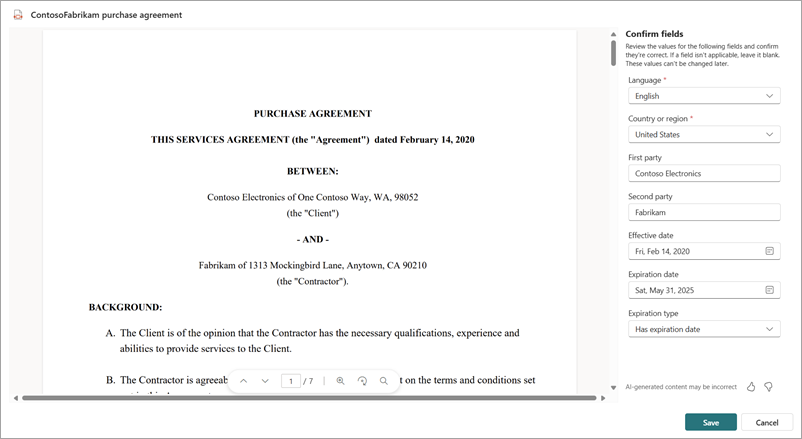 ContosoFabrikam purchase agreement
PURCHASE AGREEMENT
THIS SERVICES AGREEMENT (the "Agreement") dated February 14, 2020
BETWEEN:
Contoso Electronics of One Contoso Way, WA, 98052
(the "Client")
- AND -
Fabrikam of 1313 Mockingbird Lane, Anytown, CA 90210
(the "Contractor").
BACKGROUND:
A. The Client is of the opinion that the Contractor has the necessary qualifications, experience and
abilities to provide services to the Client.
B. The Contractor is agreeab
t on the terms and conditions set
1 / 7
Confirm fields
Review the values for the following fields and confirm
they're correct. If a field isn't applicable, leave it blank.
These values can't be changed later.
Language *
English
Country or region *
United States
First party
Contoso Electronics
Second party
Fabrikam
Effective date
Fri, Feb 14, 2020
Expiration date
Sat, May 31, 2025
Expiration type
Has expiration date
AI-generated content may be incorrect
Save
Cancel